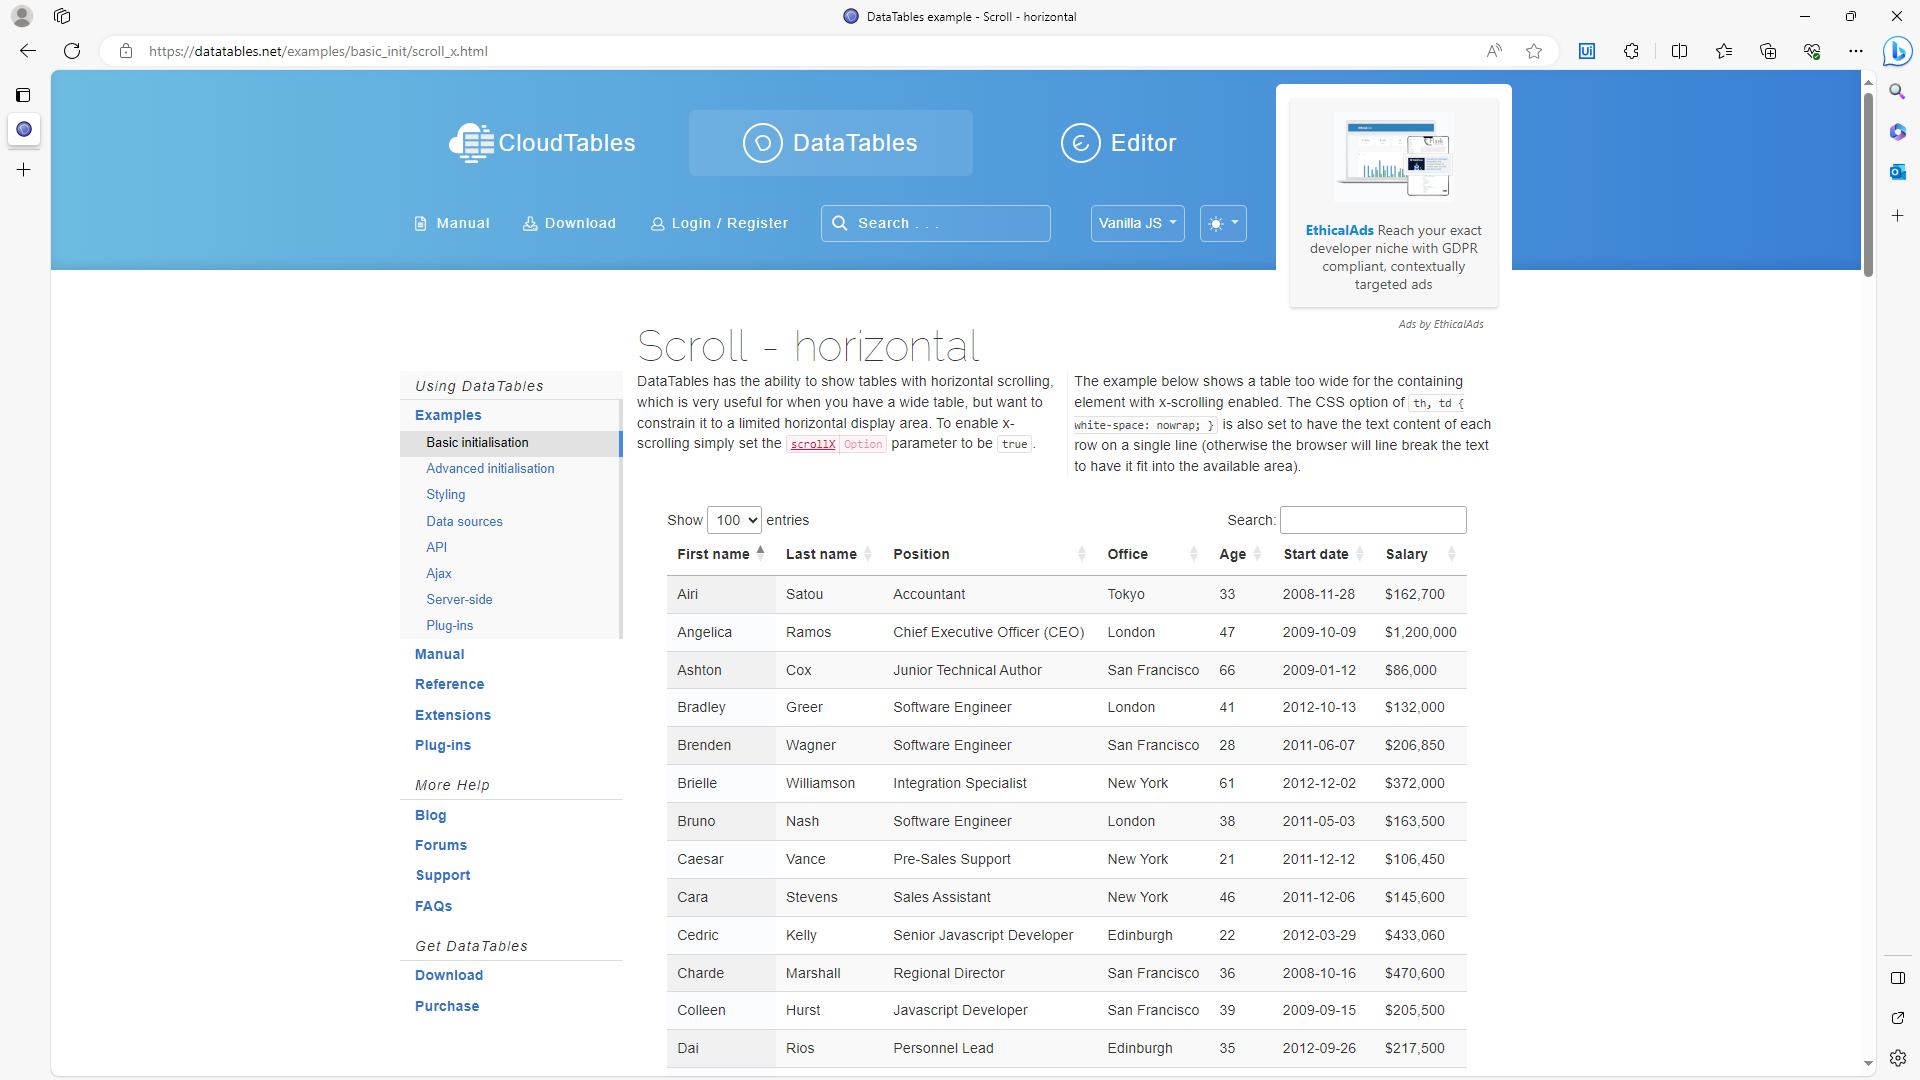 DataTables example - Scroll - horizontal
https://datatables.net/examples/basic_init/scroll_x.html
CloudTables
DataTables
Editor
Manual
Download
Login / Register
Search . . .
Vanilla JS
EthicalAds Reach your exact
developer niche with GDPR
compliant, contextually
targeted ads
Ads by EthicalAds
Scroll - horizontal
Using DataTables
Examples
Basic initialisation
Advanced initialisation
Styling
Data sources
API
Ajax
Server-side
Plug-ins
Manual
Reference
Extensions
Plug-ins
More Help
Blog
Forums
Support
FAQs
Get DataTables
Download
Purchase
DataTables has the ability to show tables with horizontal scrolling,
which is very useful for when you have a wide table, but want to
constrain it to a limited horizontal display area. To enable x-
scrolling simply set the scrollX Option parameter to be true.
The example below shows a table too wide for the containing
element with x-scrolling enabled. The CSS option of th, td {
white-space: nowrap; } is also set to have the text content of each
row on a single line (otherwise the browser will line break the text
to have it fit into the available area).
Show 100 entries
Search:
First name Last name Position Office Age Start date Salary
Airi Satou Accountant Tokyo 33 2008-11-28 $162,700
Angelica Ramos Chief Executive Officer (CEO) London 47 2009-10-09 $1,200,000
Ashton Cox Junior Technical Author San Francisco 66 2009-01-12 $86,000
Bradley Greer Software Engineer London 41 2012-10-13 $132,000
Brenden Wagner Software Engineer San Francisco 28 2011-06-07 $206,850
Brielle Williamson Integration Specialist New York 61 2012-12-02 $372,000
Bruno Nash Software Engineer London 38 2011-05-03 $163,500
Caesar Vance Pre-Sales Support New York 21 2011-12-12 $106,450
Cara Stevens Sales Assistant New York 46 2011-12-06 $145,600
Cedric Kelly Senior Javascript Developer Edinburgh 22 2012-03-29 $433,060
Charde Marshall Regional Director San Francisco 36 2008-10-16 $470,600
Colleen Hurst Javascript Developer San Francisco 39 2009-09-15 $205,500
Dai Rios Personnel Lead Edinburgh 35 2012-09-26 $217,500